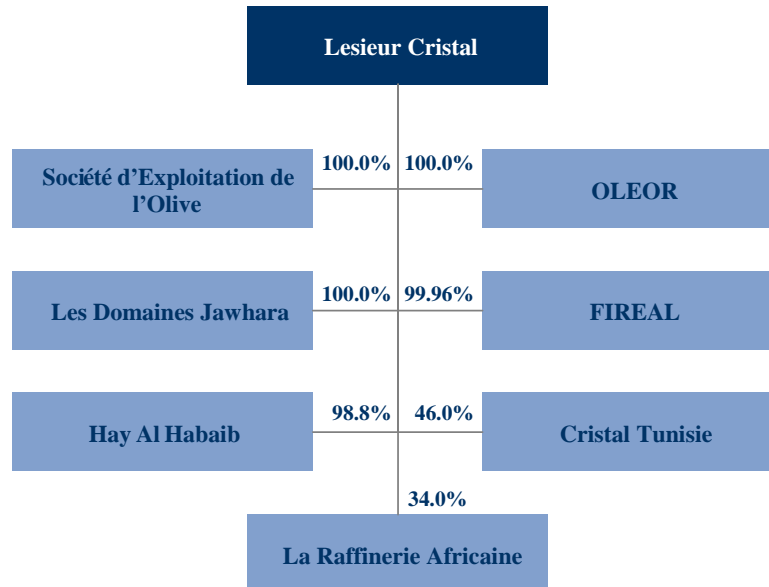 Lesieur Cristal
100.0% 100.0%
Société d’Exploitation de
l’Olive
OLEOR
100.0% 99.96%
Les Domaines Jawhara
FIREAL
98.8% 46.0%
Hay Al Habaib
Cristal Tunisie
34.0%
La Raffinerie Africaine